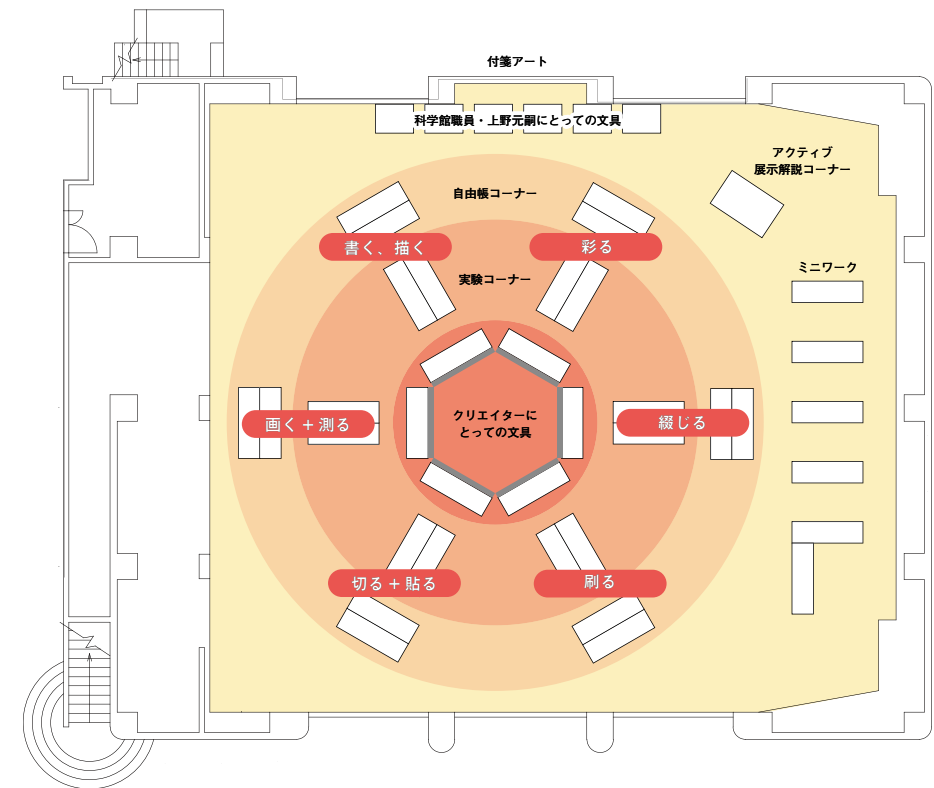 付箋アート
科学館職員・上野元嗣にとっての文具
アクティブ
展示解説コーナー
自由帳コーナー
書く、描く
彩る
実験コーナー
ミニワーク
クリエイターに
とっての文具
画く＋測る
綴じる
切る＋貼る
刷る